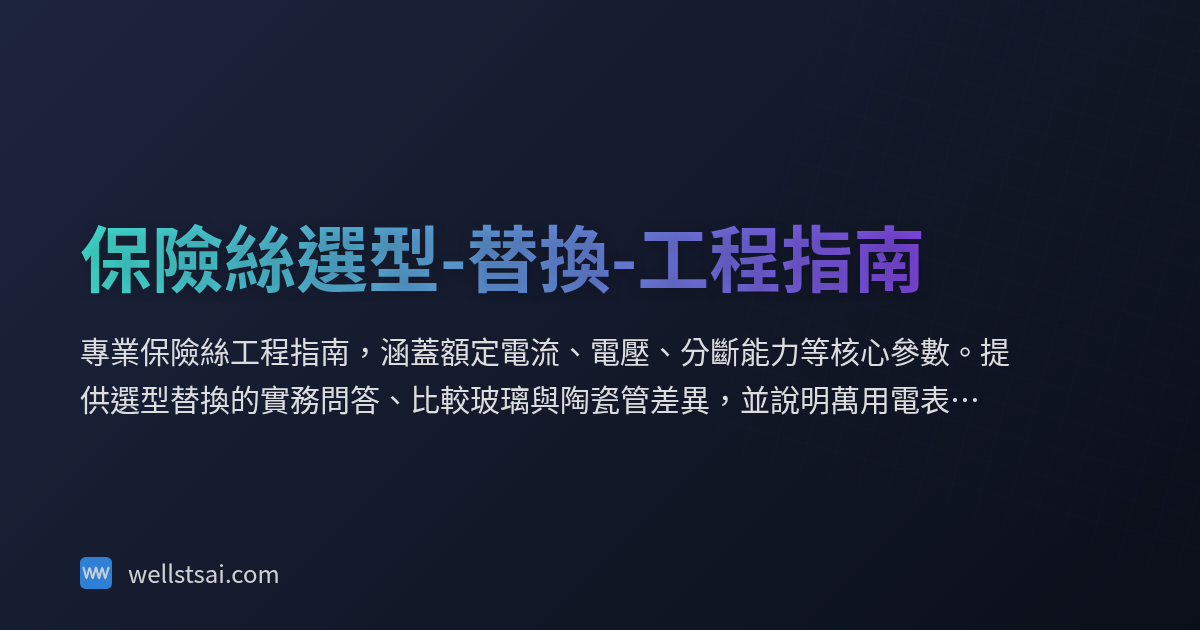 保險絲選型-替換-工程指南
專業保險絲工程指南，涵蓋額定電流、電壓、分斷能力等核心參數。提
供選型替換的實務問答、比較玻璃與陶瓷管差異，並說明萬用電表…
W wellstsai.com